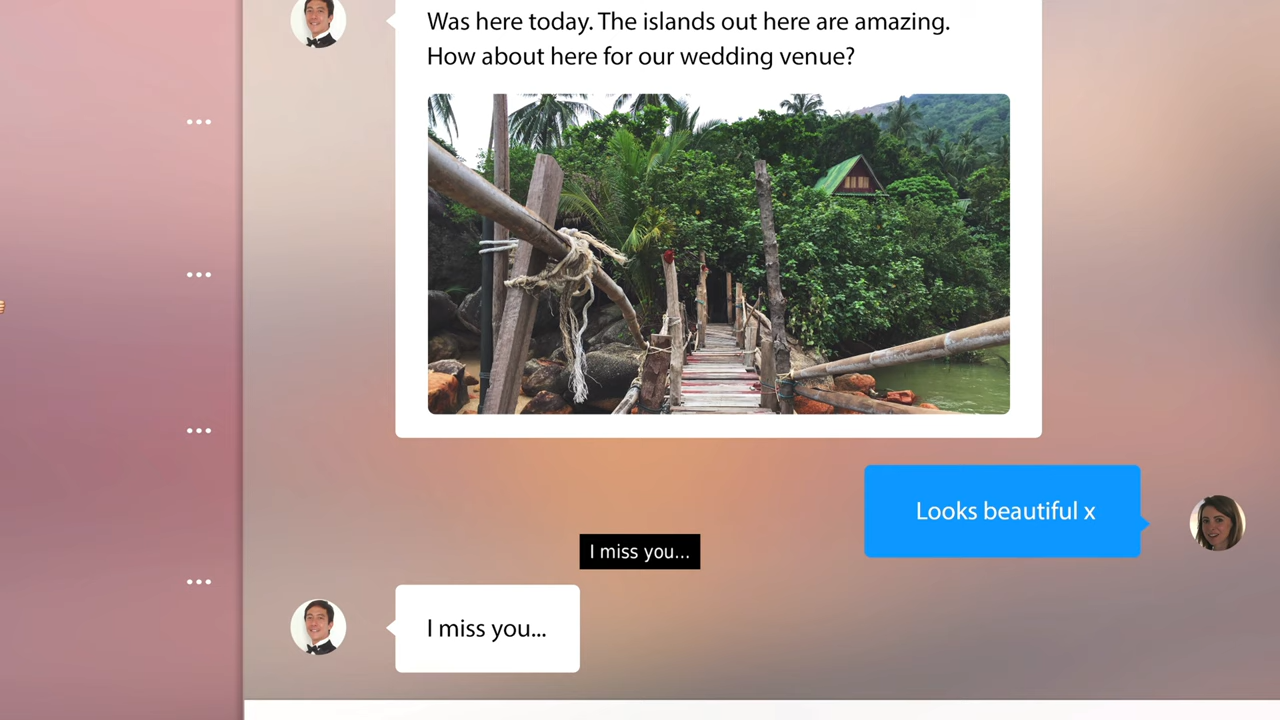 Was here today. The islands out here are amazing.
How about here for our wedding venue?
Looks beautiful x
I miss you...
I miss you...